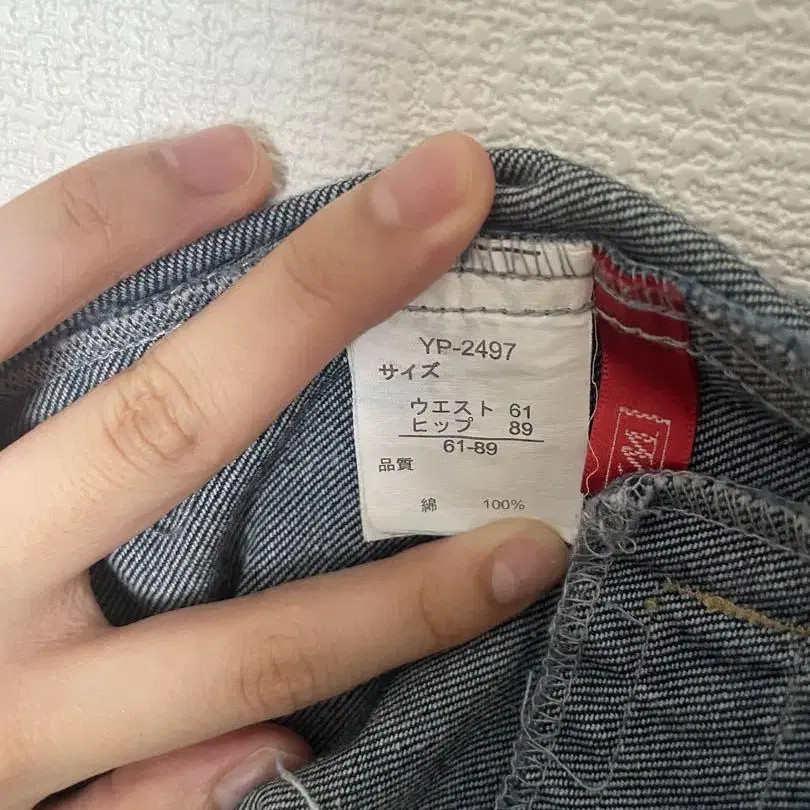 YP-2497
サイズ
ウエスト 61
ヒップ 89
61-89
品質
綿 100%